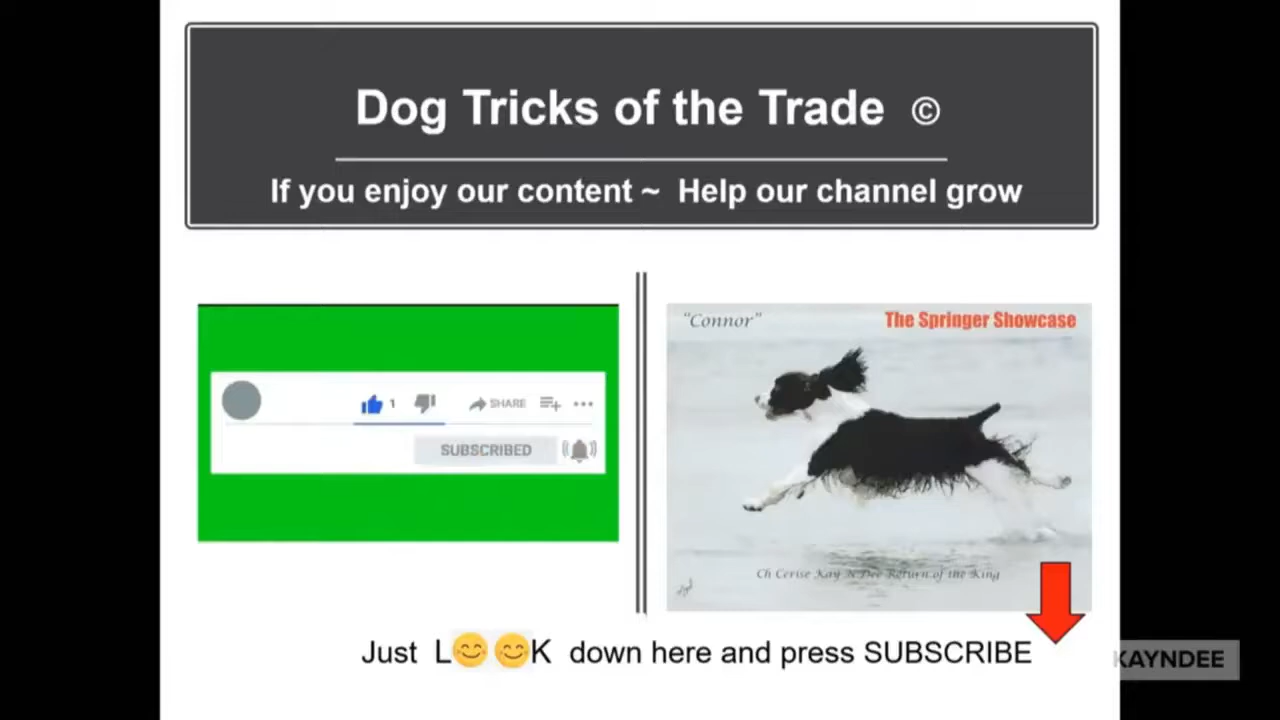 Dog Tricks of the Trade ©
If you enjoy our content ~ Help our channel grow
1
SHARE
SUBSCRIBED
"Connor"
The Springer Showcase
Ch Cerise Kay N Dee Return of the King
Just L😊😊K down here and press SUBSCRIBE
KAYNDEE